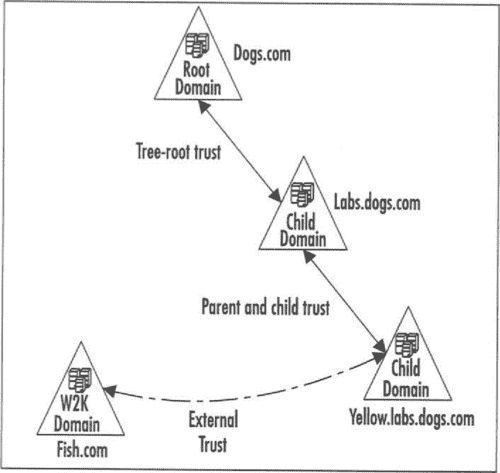 Dogs.com
Root
Domain
Tree-root trust
Labs.dogs.com
Child
Domain
Parent and child trust
Child
Domain
Yellow.labs.dogs.com
W2K
Domain
Fish.com
External
Trust